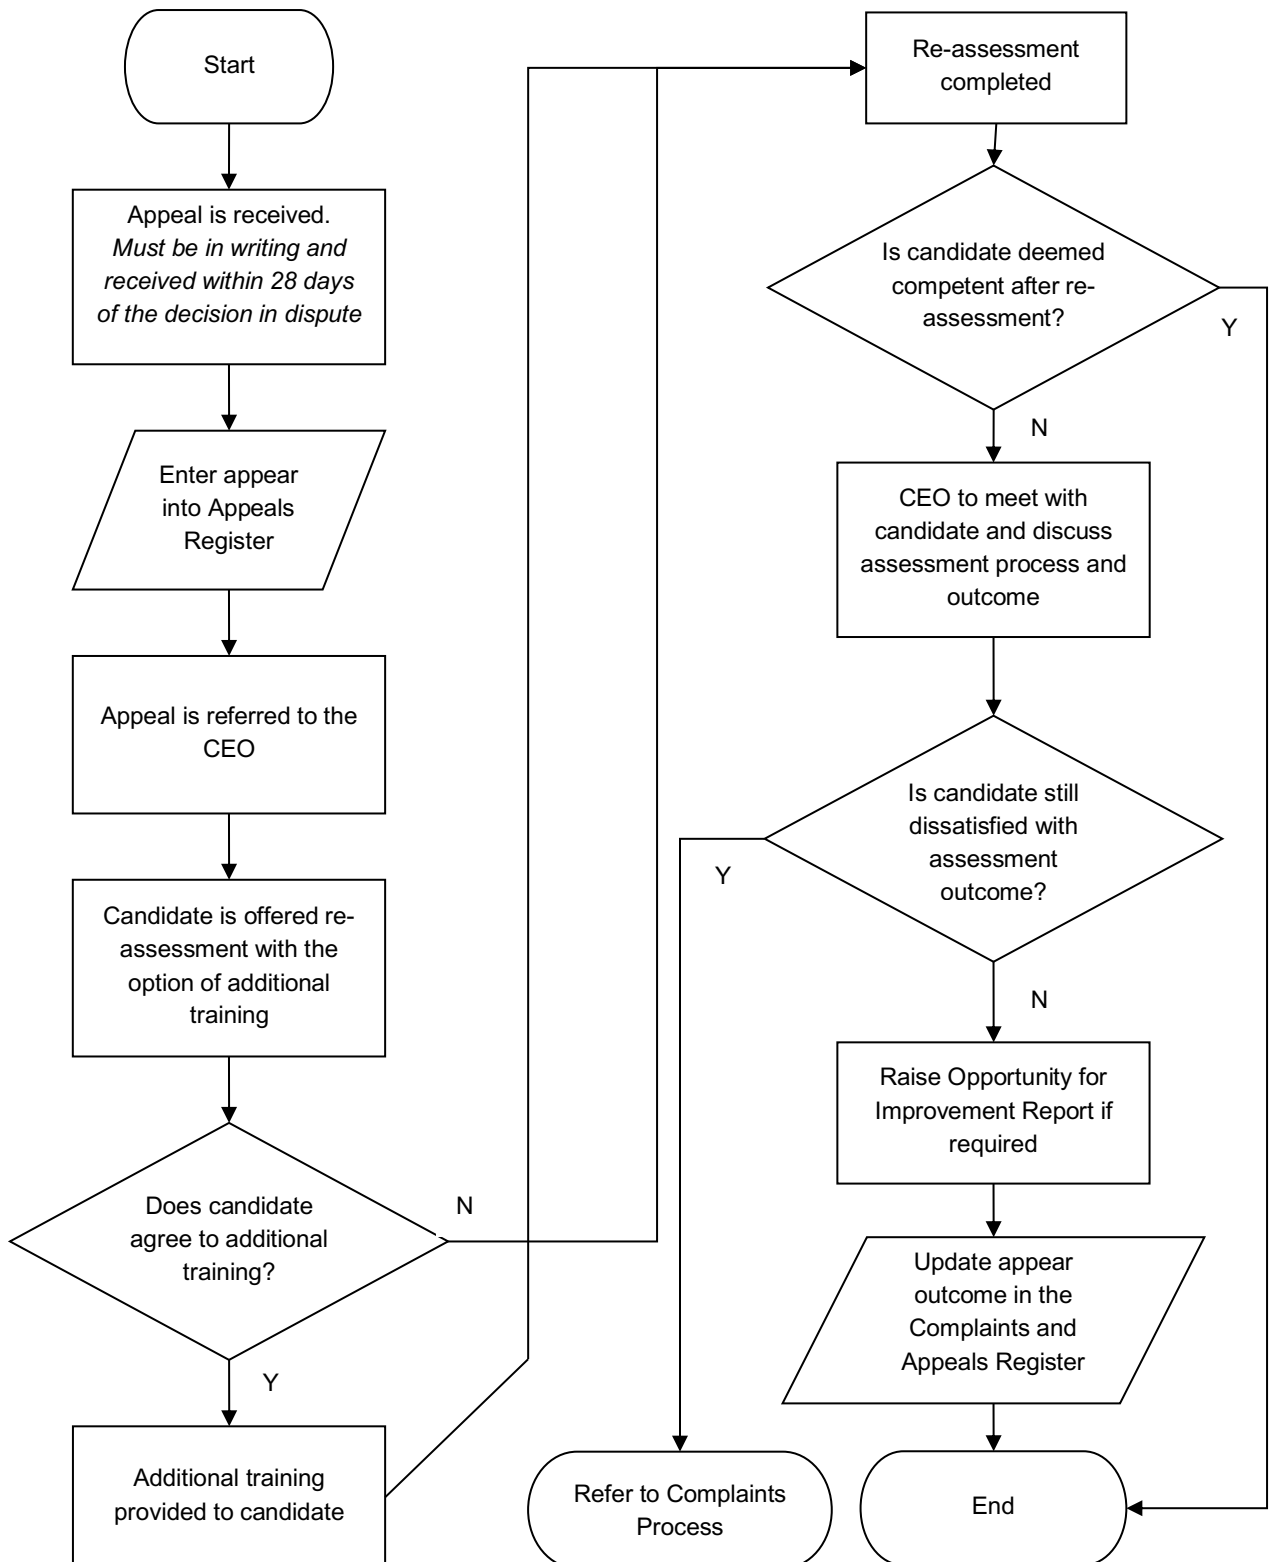 Start
Appeal is received.
Must be in writing and
received within 28 days
of the decision in dispute
Enter appear
into Appeals
Register
Appeal is referred to the
CEO
Candidate is offered re-
assessment with the
option of additional
training
Does candidate
agree to additional
training?
N
Y
Additional training
provided to candidate
Re-assessment
completed
Is candidate deemed
competent after re-
assessment?
Y
N
CEO to meet with
candidate and discuss
assessment process and
outcome
Is candidate still
dissatisfied with
assessment
outcome?
Y
N
Raise Opportunity for
Improvement Report if
required
Update appear
outcome in the
Complaints and
Appeals Register
Refer to Complaints
Process
End